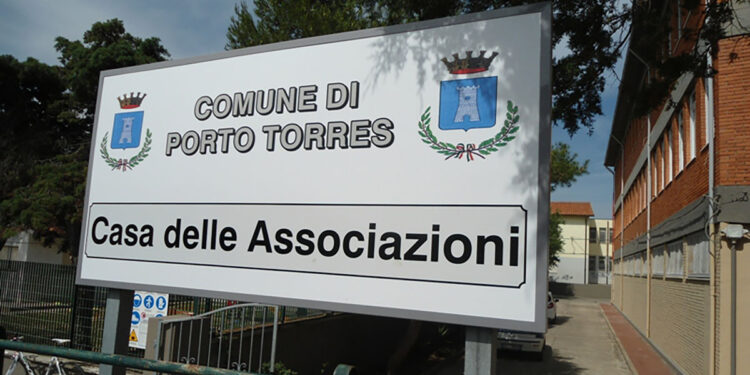 COMUNE DI
PORTO TORRES
Casa delle Associazioni